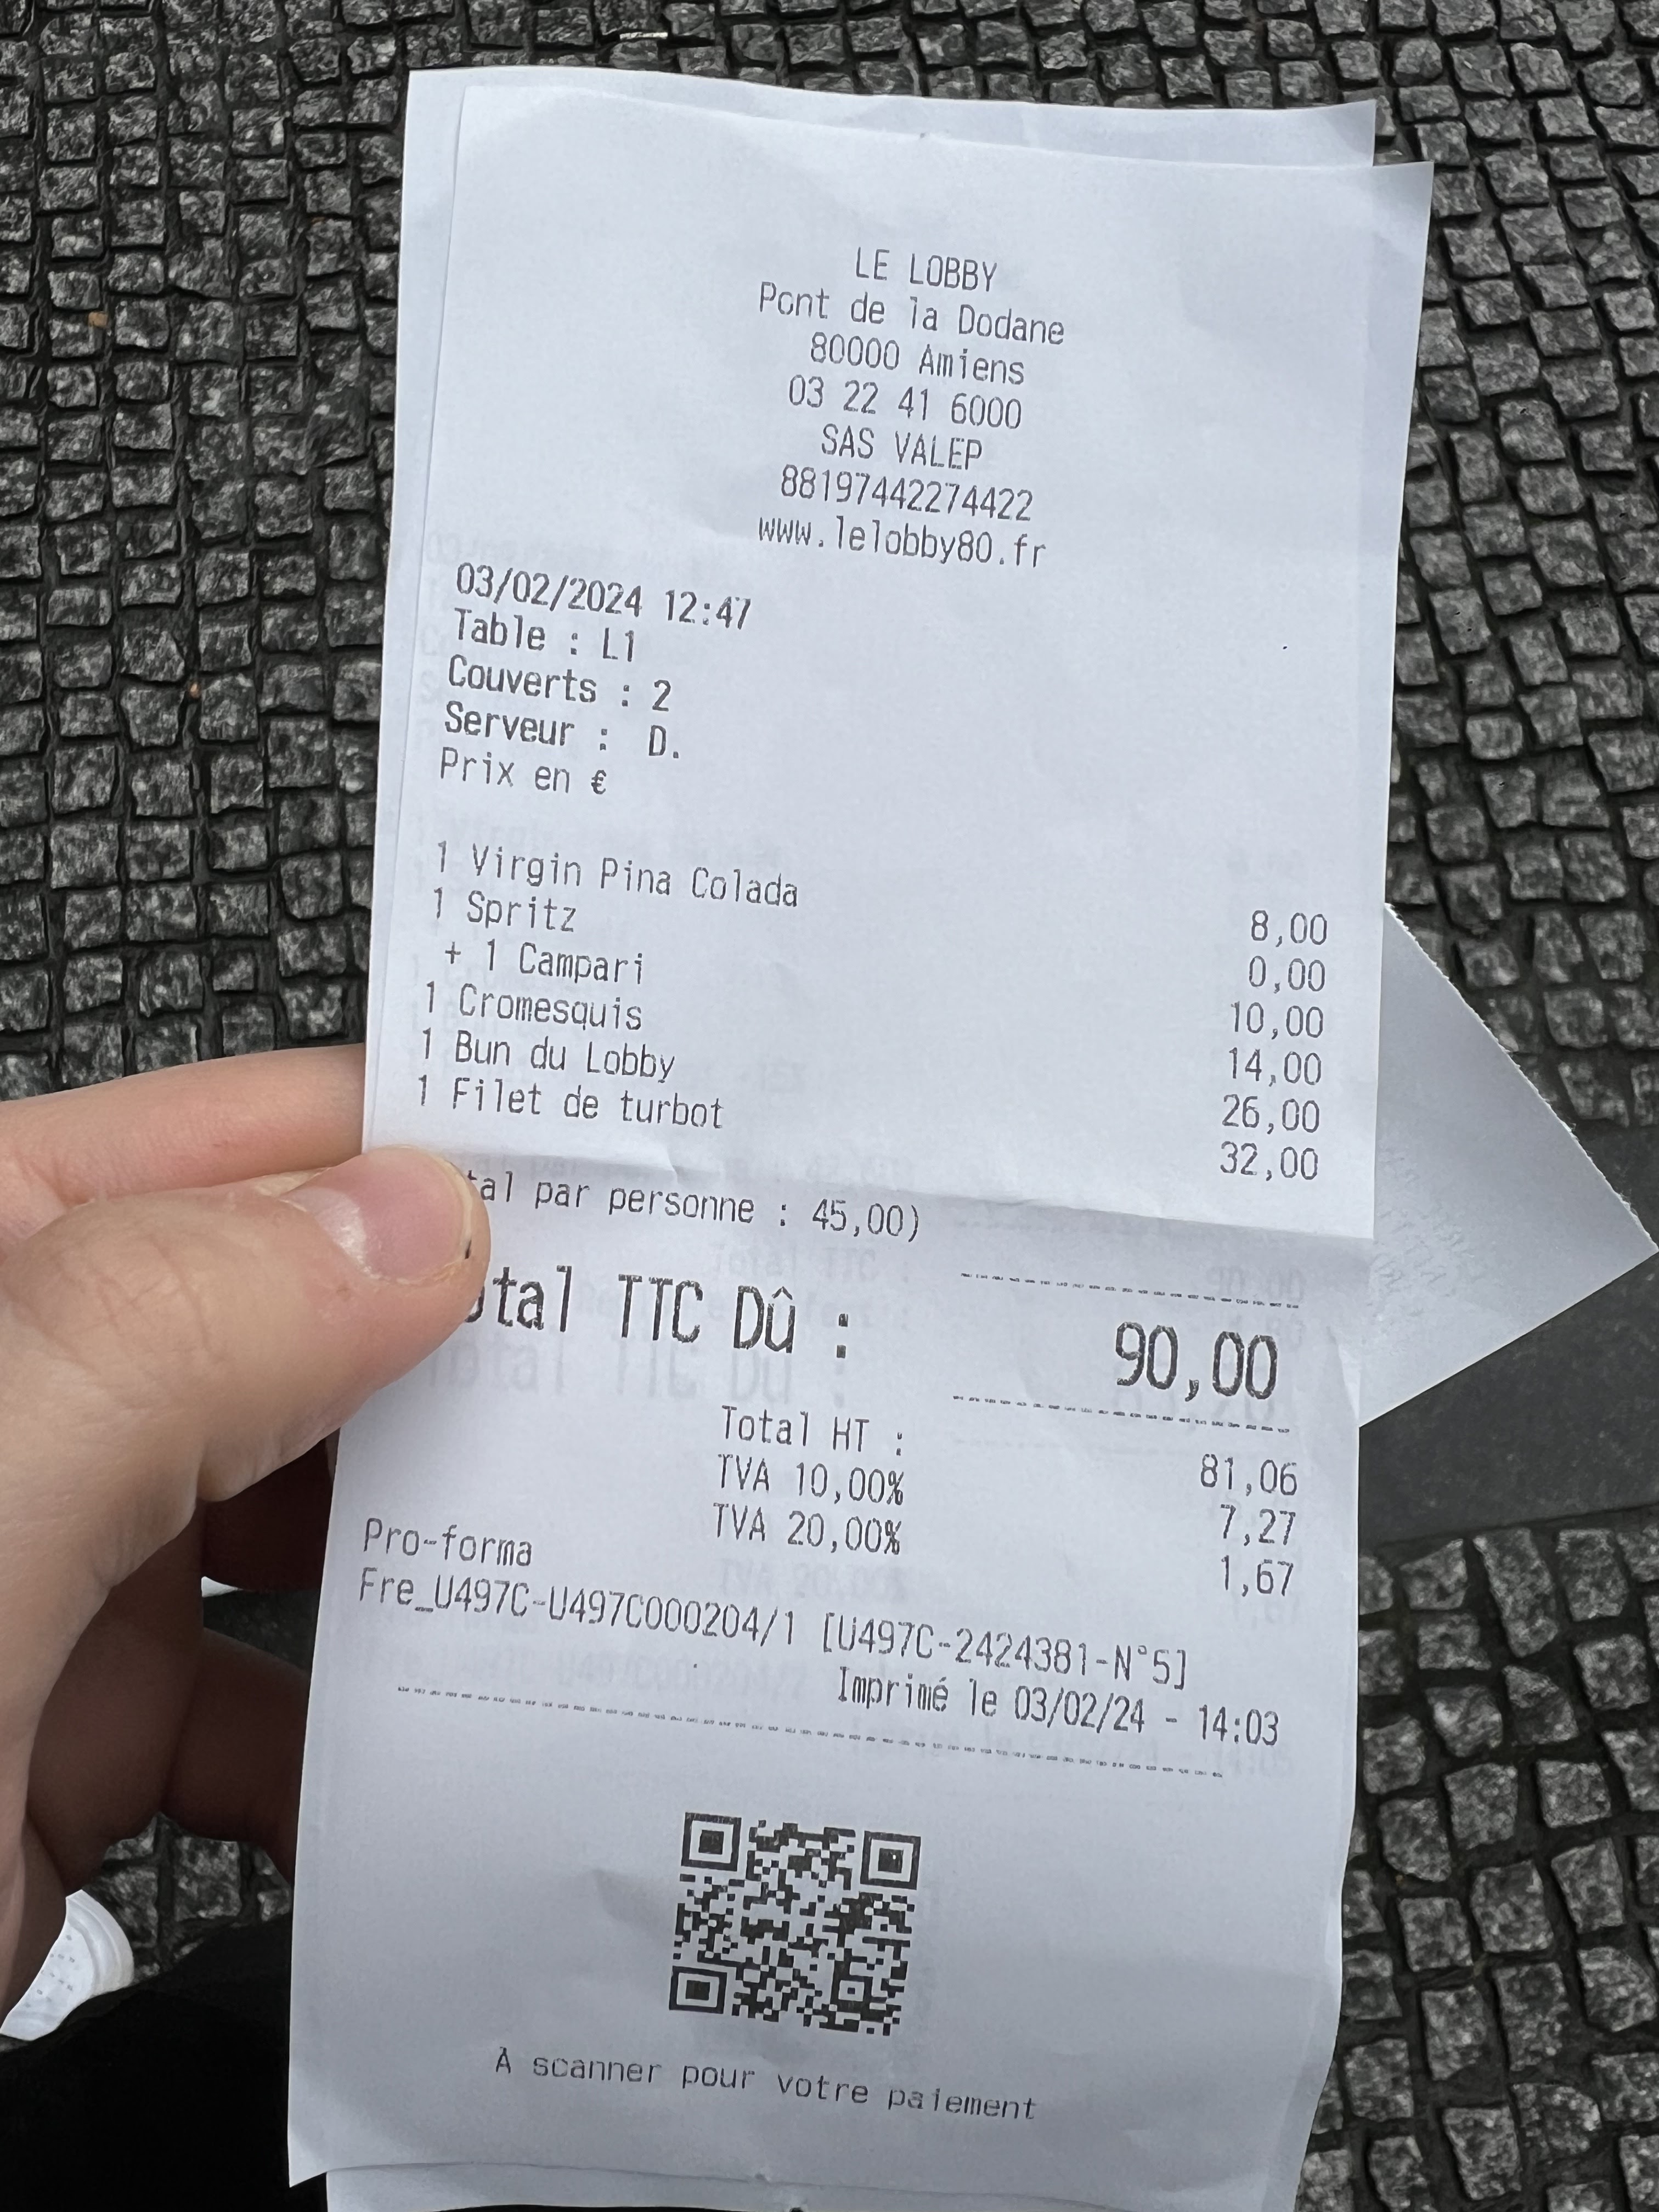 LE LOBBY
Pont de la Dodane
80000 Amiens
03 22 41 6000
SAS VALEP
88197442274422
www.lelobby80.fr
03/02/2024 12:47
Table : L1
Couverts : 2
Serveur : D.
Prix en €
1 Virgin Pina Colada 8,00
1 Spritz 0,00
+ 1 Campari 10,00
1 Cromesquis 14,00
1 Bun du Lobby 26,00
1 Filet de turbot 32,00
tal par personne : 45,00)
otal TTC Dû : 90,00
Total HT : 81,06
TVA 10,00% 7,27
TVA 20,00% 1,67
Pro-forma
Fre_U497C-U497C000204/1 [U497C-2424381-N°5]
Imprimé le 03/02/24 - 14:03
À scanner pour votre paiement